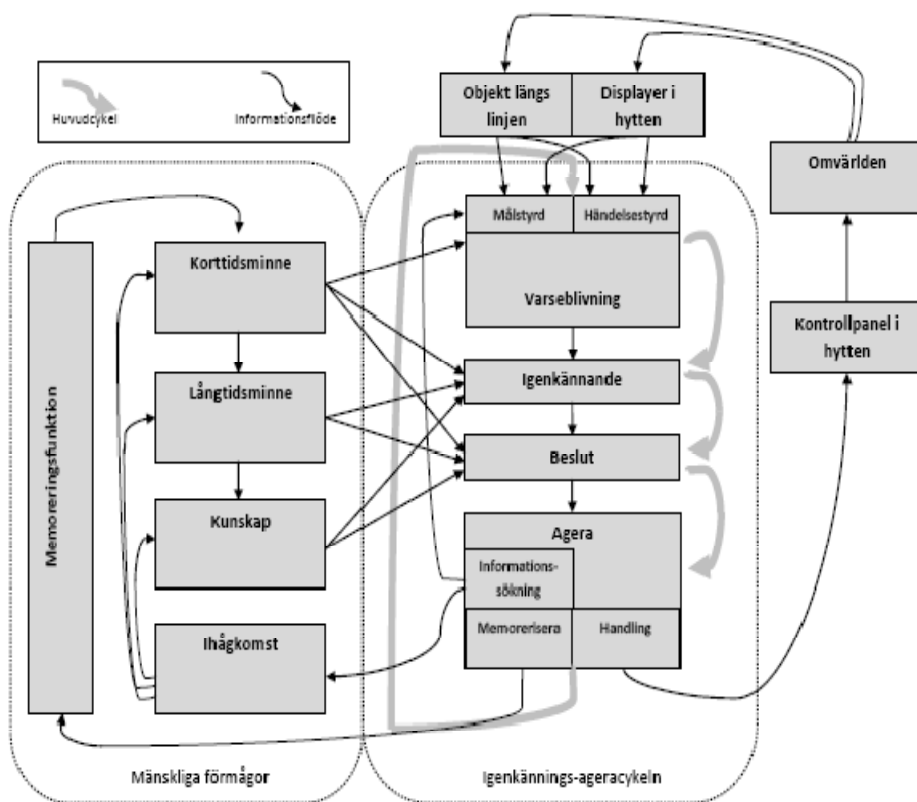 Huvudcykel
Informationsflöde
Objekt längs
linjen
Displayer i
hytten
Omvärlden
Kontrollpanel i
hytten
Memoreringsfunktion
Korttidsminne
Långtidsminne
Kunskap
Ihågkomst
Mänskliga förmågor
Målstyrd
Händelsestyrd
Varseblivning
Igenkännande
Beslut
Agera
Informations-
sökning
Memorerisera
Handling
Igenkännings-ageracykeln